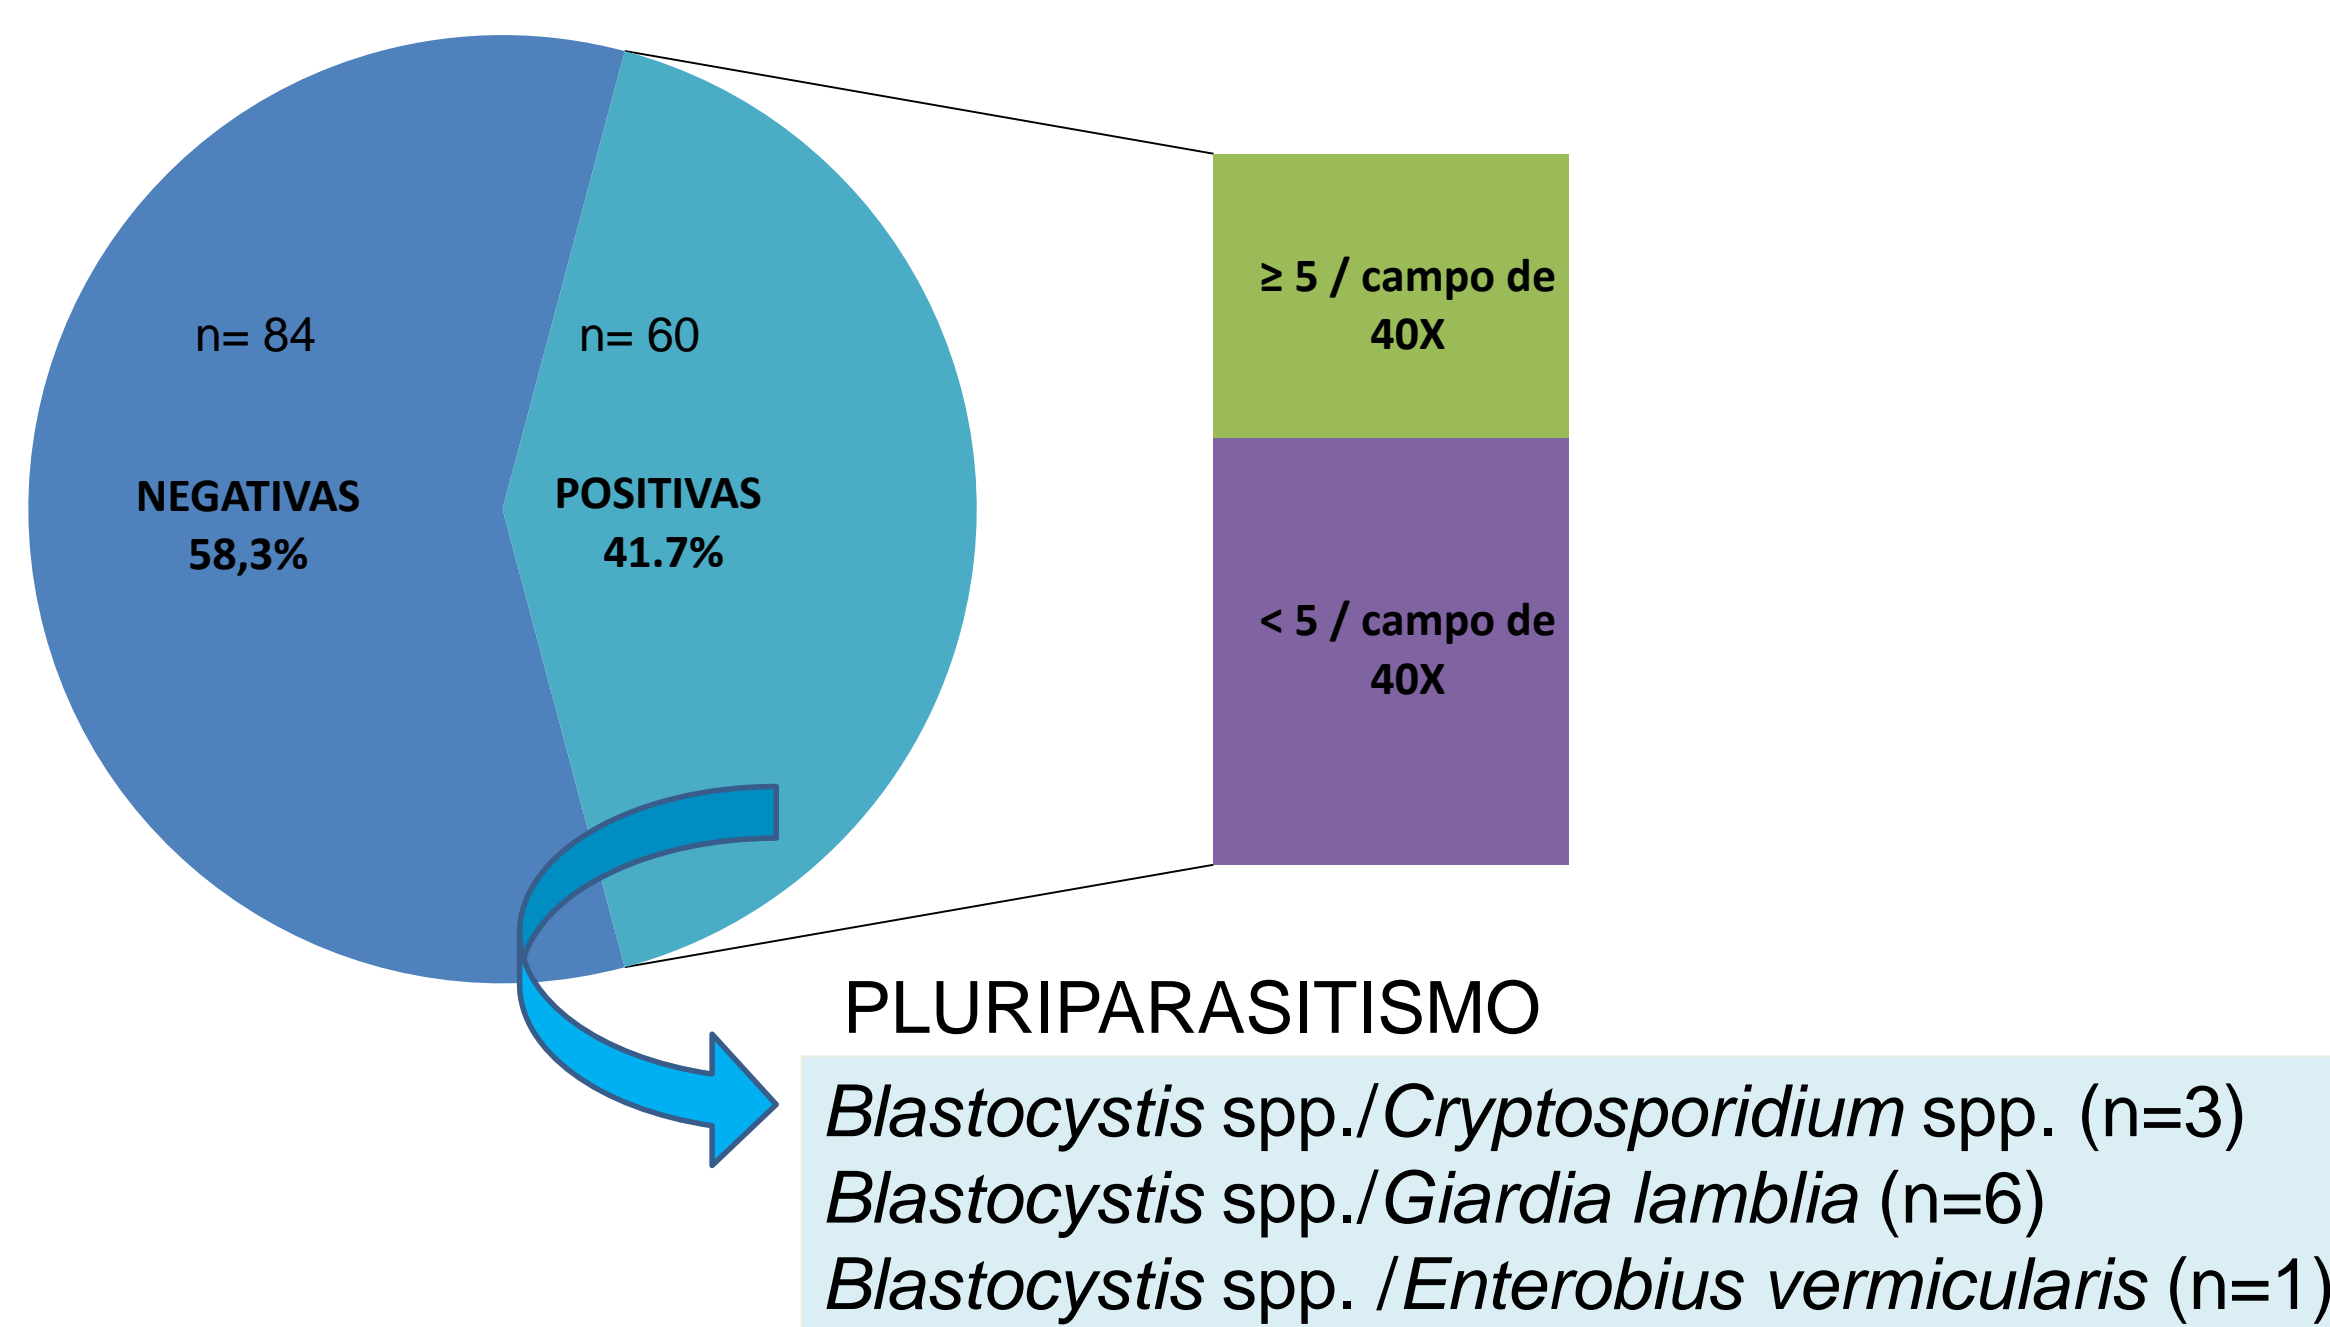 n= 84
NEGATIVAS
58,3%
n= 60
POSITIVAS
41.7%
≥ 5 / campo de
40X
< 5 / campo de
40X
PLURIPARASITISMO
Blastocystis spp./Cryptosporidium spp. (n=3)
Blastocystis spp./Giardia lamblia (n=6)
Blastocystis spp. /Enterobius vermicularis (n=1)